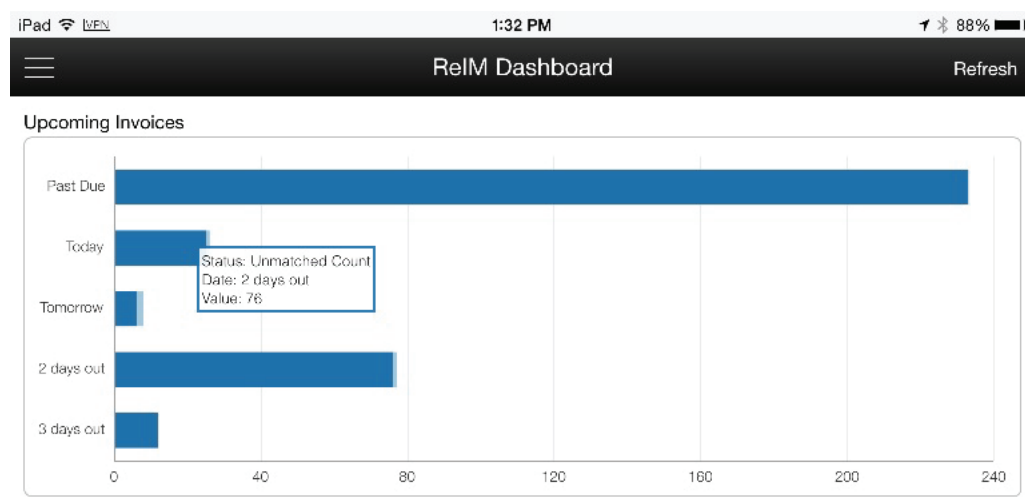 iPad VPN 1:32 PM 88%
ReIM Dashboard Refresh
Upcoming Invoices
Past Due
Today
Status: Unmatched Count
Date: 2 days out
Value: 76
Tomorrow
2 days out
3 days out
0 40 80 120 160 200 240